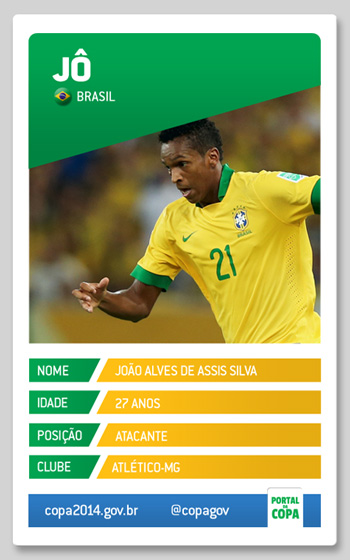 JÔ
BRASIL
21
NOME JOÃO ALVES DE ASSIS SILVA
IDADE 27 ANOS
POSIÇÃO ATACANTE
CLUBE ATLÉTICO-MG
copa2014.gov.br @copagov
PORTAL
DA
COPA